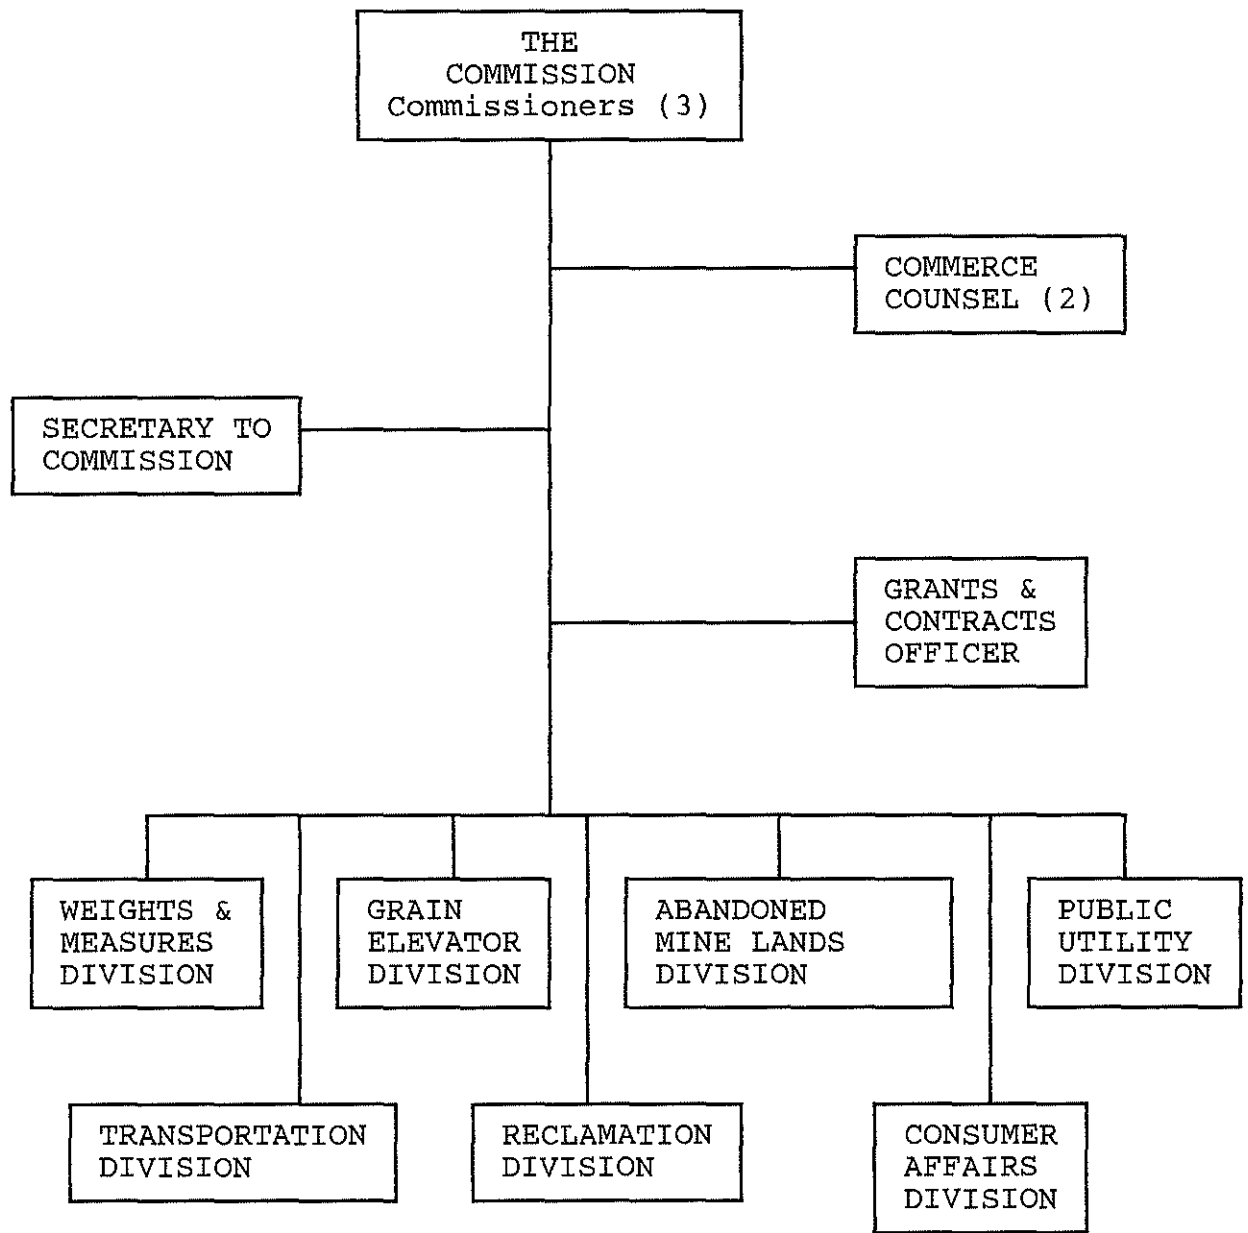 THE
COMMISSION
Commissioners (3)
COMMERCE
COUNSEL (2)
SECRETARY TO
COMMISSION
GRANTS &
CONTRACTS
OFFICER
WEIGHTS &
MEASURES
DIVISION
GRAIN
ELEVATOR
DIVISION
ABANDONED
MINE LANDS
DIVISION
PUBLIC
UTILITY
DIVISION
TRANSPORTATION
DIVISION
RECLAMATION
DIVISION
CONSUMER
AFFAIRS
DIVISION